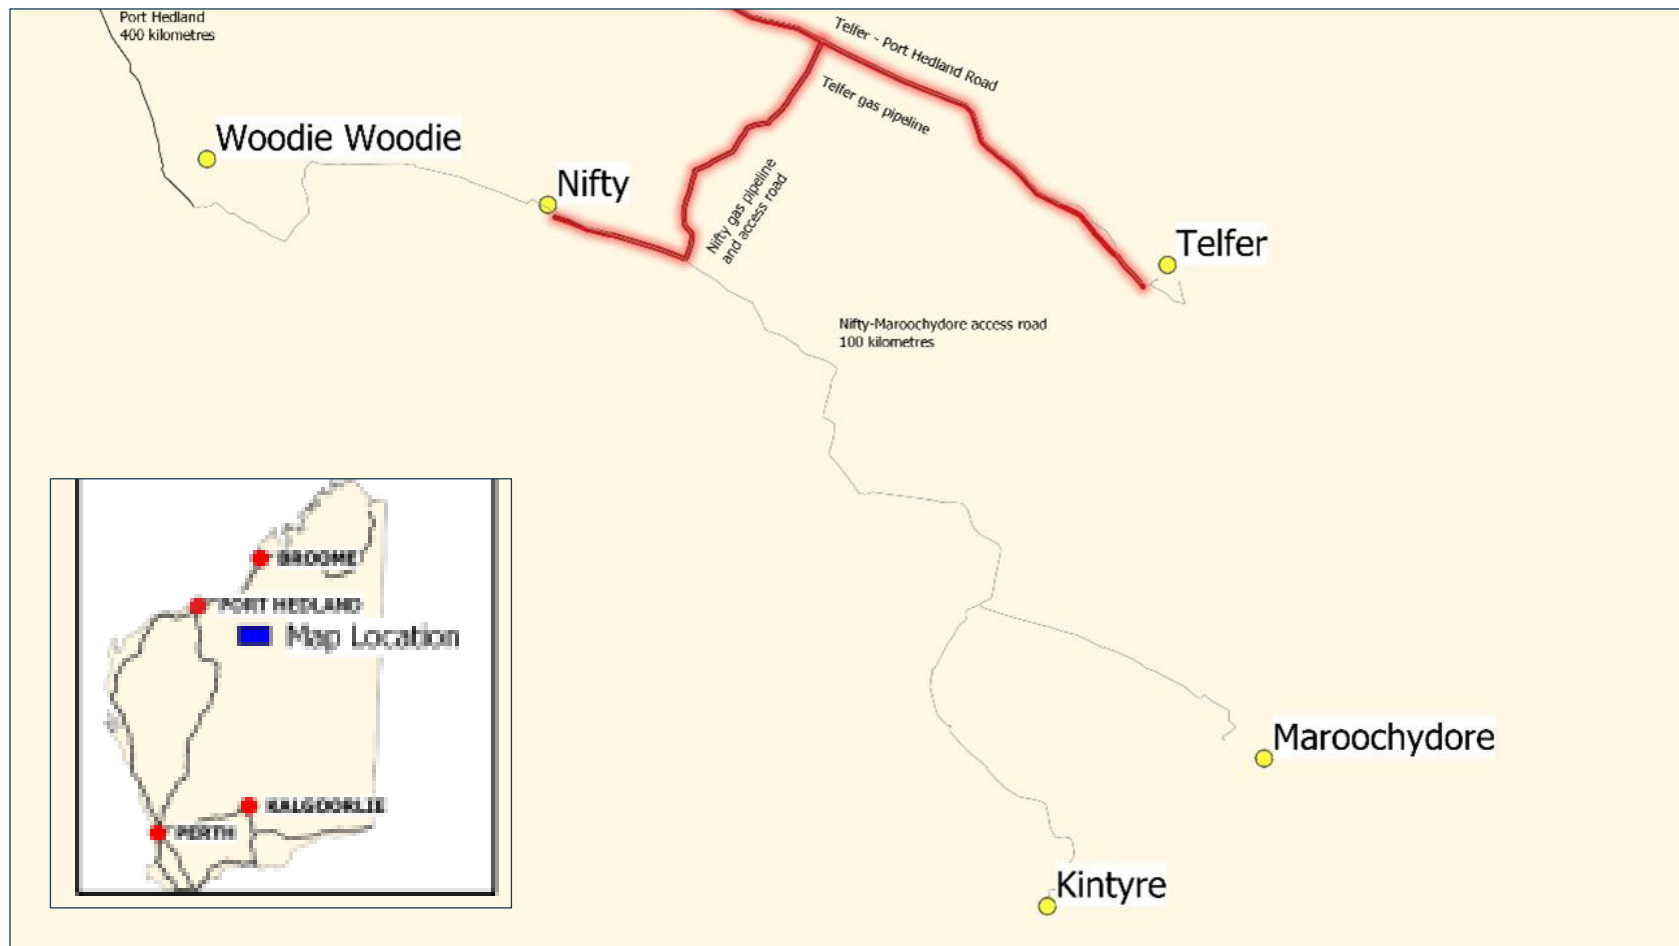 Port Hedland
400 kilometres
Telfer - Port Hedland Road
Telfer gas pipeline
Woodie Woodie
Nifty
Nifty gas pipeline
and access road
Telfer
Nifty-Maroochydore access road
100 kilometres
BROOME
PORT HEDLAND
Map Location
KALGOORLIE
PERTH
Maroochydore
Kintyre